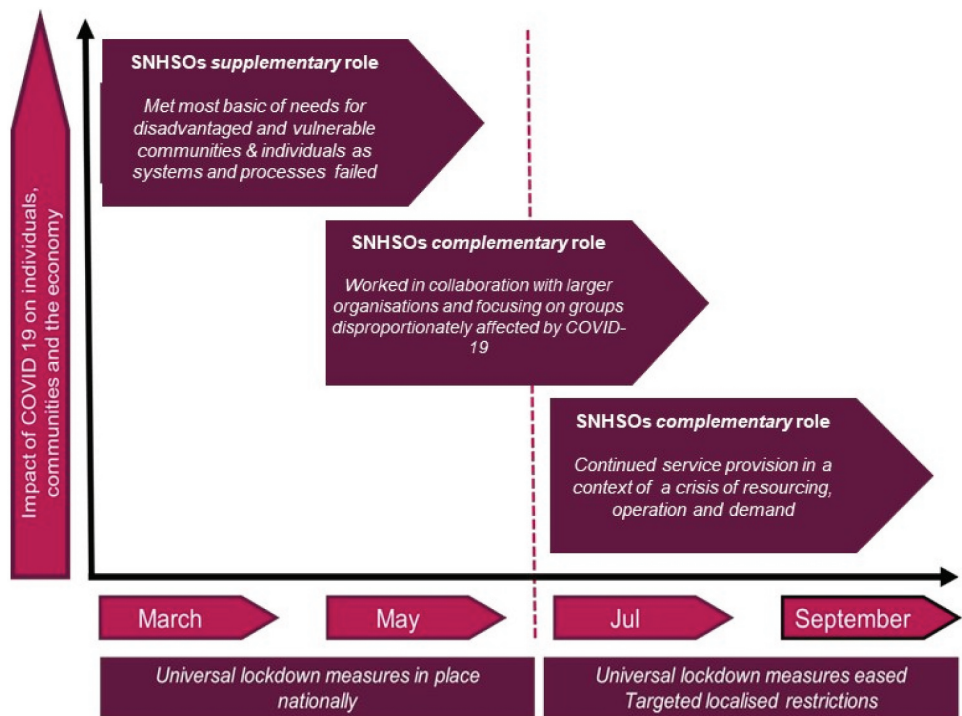 Impact of COVID 19 on individuals,
communities and the economy
SNHSOs supplementary role
Met most basic of needs for
disadvantaged and vulnerable
communities & individuals as
systems and processes failed
SNHSOs complementary role
Worked in collaboration with larger
organisations and focusing on groups
disproportionately affected by COVID-
19
SNHSOs complementary role
Continued service provision in a
context of a crisis of resourcing,
operation and demand
March
May
Jul
September
Universal lockdown measures in place
nationally
Universal lockdown measures eased
Targeted localised restrictions